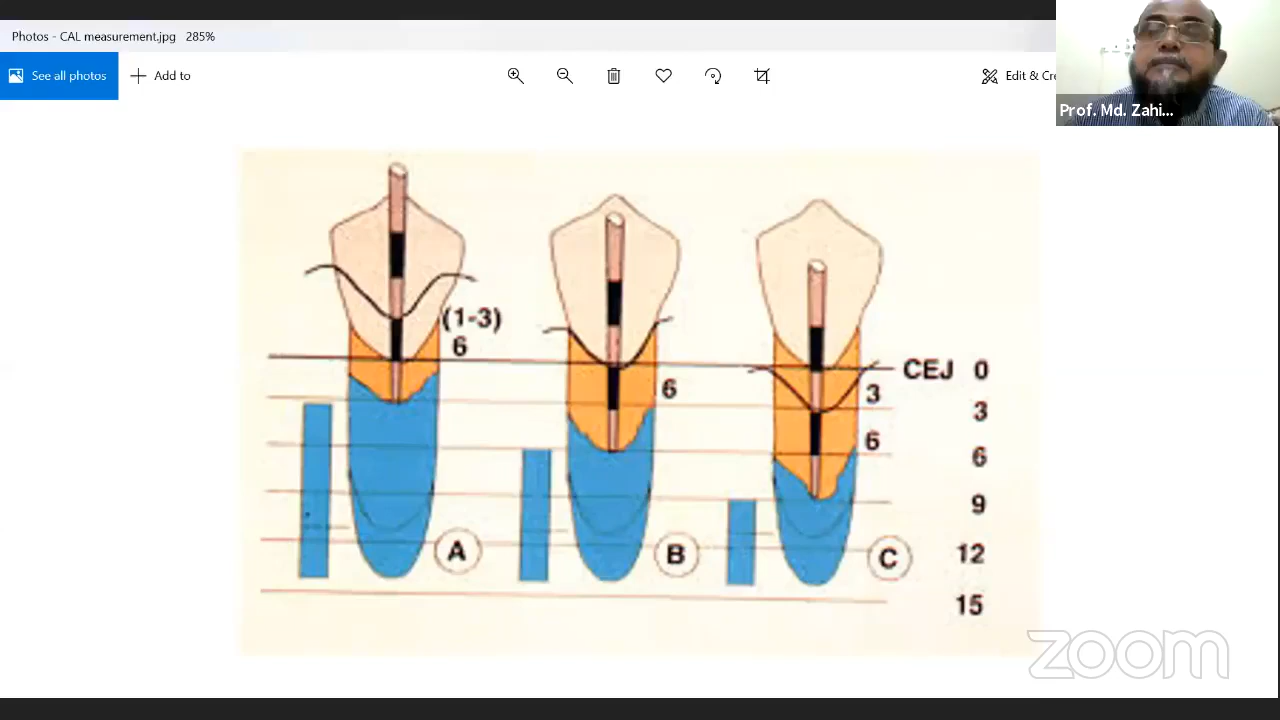 Photos - CAL measurement.jpg 285%
See all photos
Add to
Edit & Cre
Prof. Md. Zahi...
(1-3)
6
6
CEJ 0
3
3
6
6
9
12
15
A
B
C
zoom